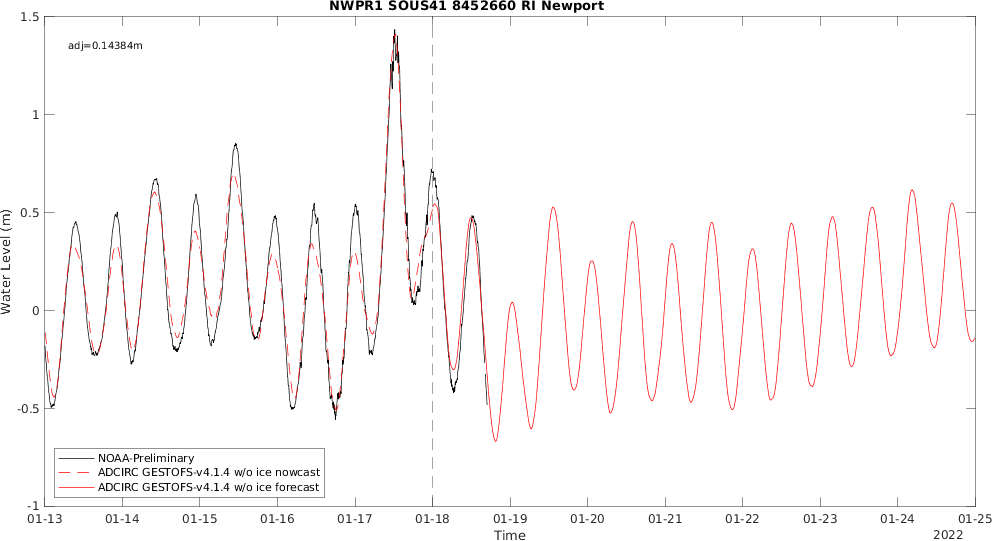 NWPR1 SOUS41 8452660 RI Newport
1.5
adj=0.14384m
1
0.5
Water Level (m)
0
-0.5
NOAA-Preliminary
ADCIRC GESTOFS-v4.1.4 w/o ice nowcast
ADCIRC GESTOFS-v4.1.4 w/o ice forecast
-1
01-13 01-14 01-15 01-16 01-17 01-18 01-19 01-20 01-21 01-22 01-23 01-24 01-25
Time
2022